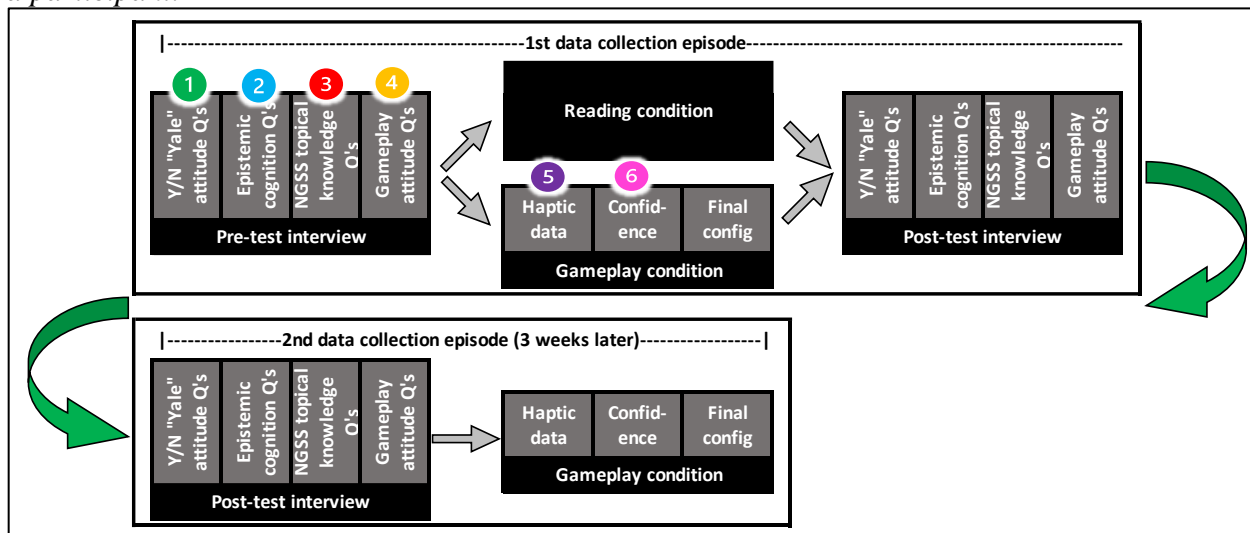 |-----------------------------------------------1st data collection episode--------------------------------------------------|
1
2
3
4
Y/N "Yale"
attitude Q's
Epistemic
cognition Q's
NGSS topical
knowledge
Q's
Gameplay
attitude Q's
Pre-test interview
Reading condition
5
6
Haptic
data
Confid-
ence
Final
config
Gameplay condition
Y/N "Yale"
attitude Q's
Epistemic
cognition Q's
NGSS topical
knowledge
Q's
Gameplay
attitude Q's
Post-test interview
|-----------------2nd data collection episode (3 weeks later)------------------|
Y/N "Yale"
attitude Q's
Epistemic
cognition Q's
NGSS topical
knowledge
Q's
Gameplay
attitude Q's
Post-test interview
Haptic
data
Confid-
ence
Final
config
Gameplay condition